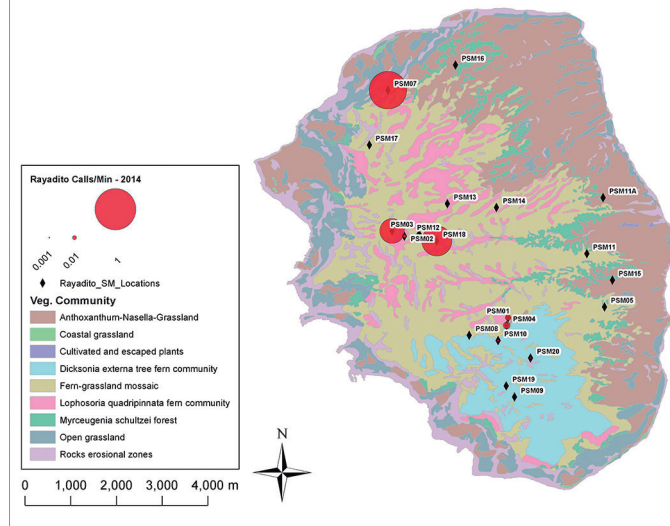 PSM16
PSM07
PSM17
PSM11A
PSM13
PSM14
PSM03
PSM12
PSM02
PSM18
PSM11
PSM15
PSM05
PSM01
PSM04
PSM08
PSM10
PSM20
PSM19
PSM09
Rayadito Calls/Min - 2014
0.001
0.01
1
Rayadito_SM_Locations
Veg. Community
Anthoxanthum-Nasella-Grassland
Coastal grassland
Cultivated and escaped plants
Dicksonia externa tree fern community
Fern-grassland mosaic
Lophosoria quadripinnata fern community
Myrceugenia schultzei forest
Open grassland
Rocks erosional zones
N
0 1,000 2,000 3,000 4,000 m